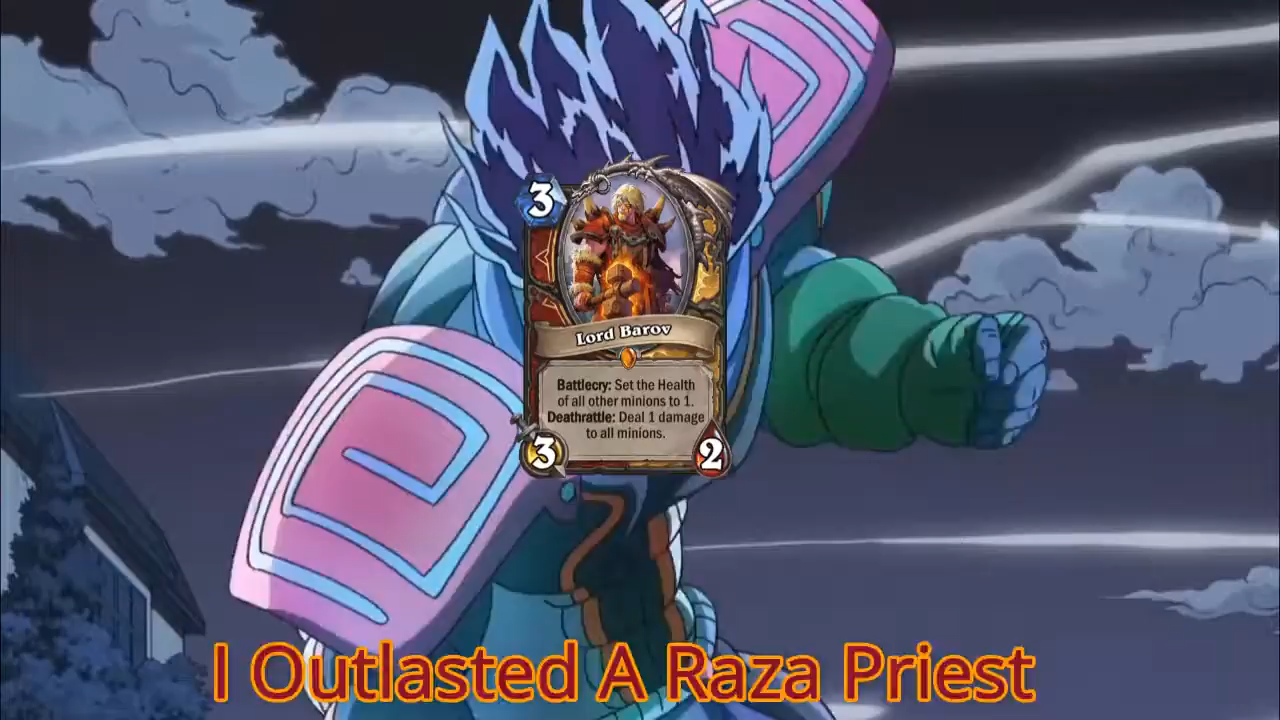 3
Lord Barov
Battlecry: Set the Health
of all other minions to 1.
Deathrattle: Deal 1 damage
to all minions.
3 2
I Outlasted A Raza Priest